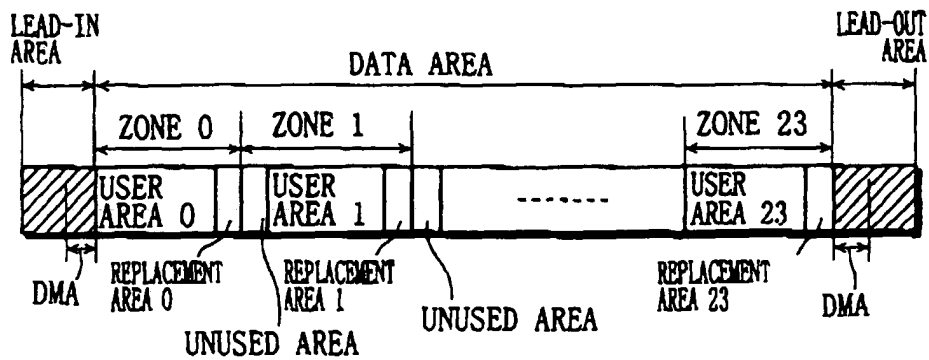 LEAD-IN
AREA
LEAD-OUT
AREA
DATA AREA
ZONE 0
ZONE 1
ZONE 23
USER
AREA 0
USER
AREA 1
USER
AREA 23
DMA
REPLACEMENT
AREA 0
UNUSED AREA
REPLACEMENT
AREA 1
UNUSED AREA
REPLACEMENT
AREA 23
DMA